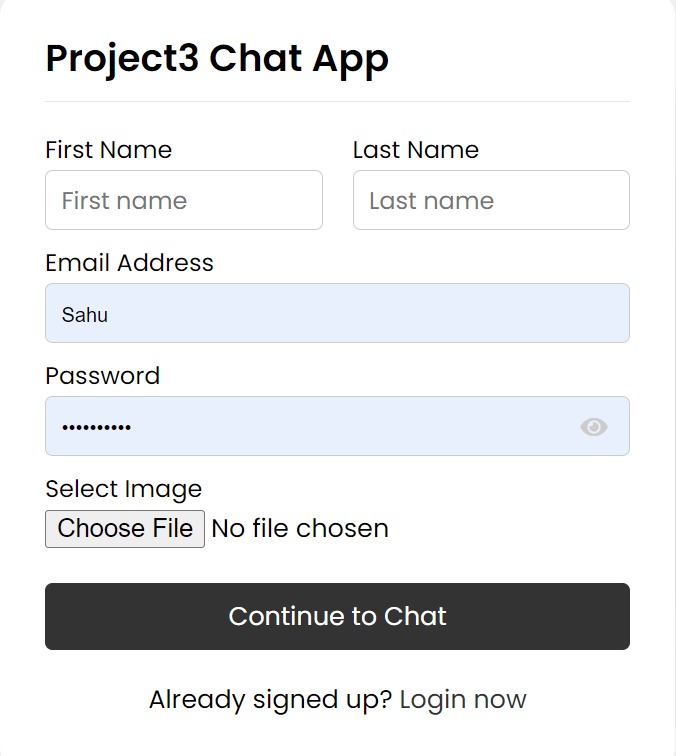 Project3 Chat App
First Name Last Name
First name Last name
Email Address
Sahu
Password
••••••••••
Select Image
Choose File No file chosen
Continue to Chat
Already signed up? Login now